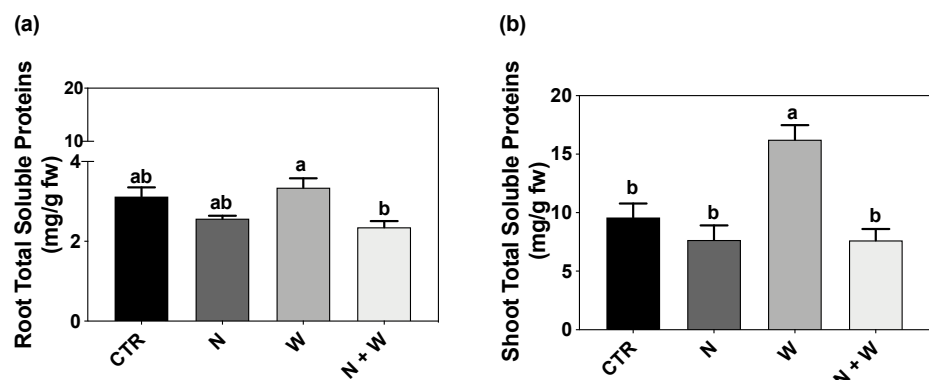 (a)
Root Total Soluble Proteins
(mg/g fw)
20
10
4
2
0
ab
ab
a
b
CTR
N
W
N + W
(b)
Shoot Total Soluble Proteins
(mg/g fw)
20
15
10
5
0
b
b
a
b
CTR
N
W
N + W